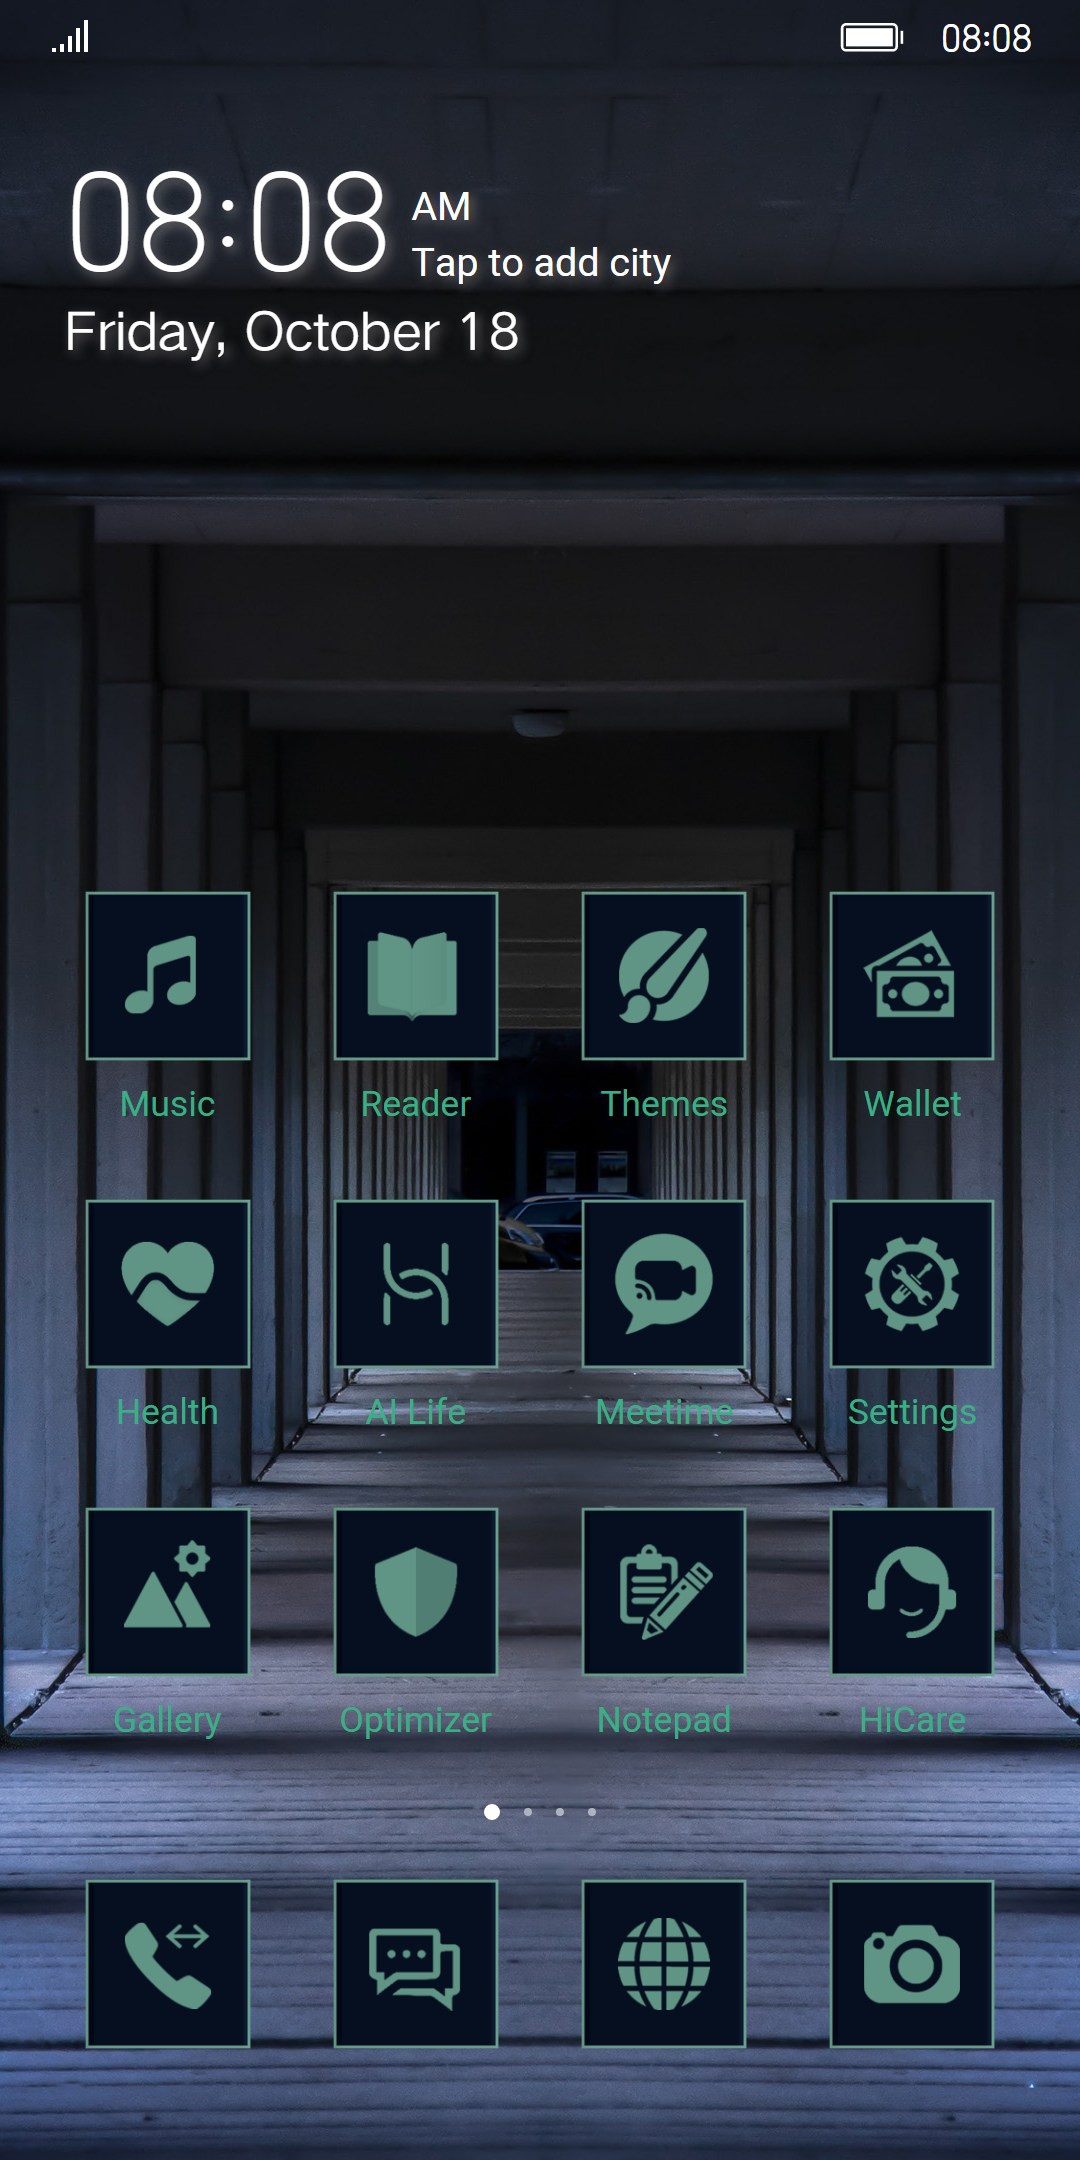 08:08
08:08 AM
Tap to add city
Friday, October 18
Music Reader Themes Wallet
Health AI Life Meetime Settings
Gallery Optimizer Notepad HiCare